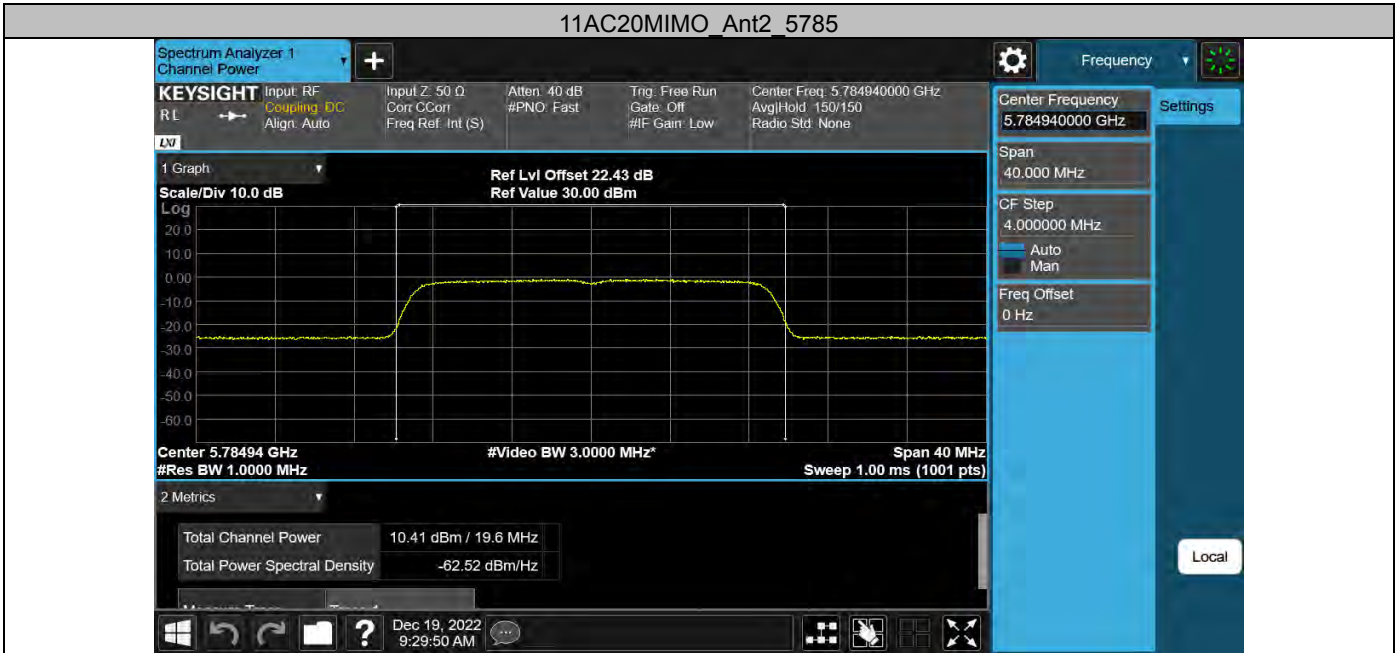 11AC20MIMO_Ant2_5785
Spectrum Analyzer 1
Channel Power
+
Frequency
KEYSIGHT
RL
LXI
Input: RF
Coupling: DC
Align: Auto
Input Z: 50 Ω
Corr CCorr
Freq Ref: Int (S)
Atten: 40 dB
#PNO: Fast
Trig: Free Run
Gate: Off
#IF Gain: Low
Center Freq: 5.784940000 GHz
Avg|Hold: 150/150
Radio Std: None
Center Frequency
5.784940000 GHz
Settings
Span
40.000 MHz
CF Step
4.000000 MHz
Auto
Man
Freq Offset
0 Hz
1 Graph
Scale/Div 10.0 dB
Ref Lvl Offset 22.43 dB
Ref Value 30.00 dBm
Log
20.0
10.0
0.00
-10.0
-20.0
-30.0
-40.0
-50.0
-60.0
Center 5.78494 GHz
#Video BW 3.0000 MHz*
Span 40 MHz
#Res BW 1.0000 MHz
Sweep 1.00 ms (1001 pts)
2 Metrics
Total Channel Power 10.41 dBm / 19.6 MHz
Total Power Spectral Density -62.52 dBm/Hz
Local
?
Dec 19, 2022
9:29:50 AM